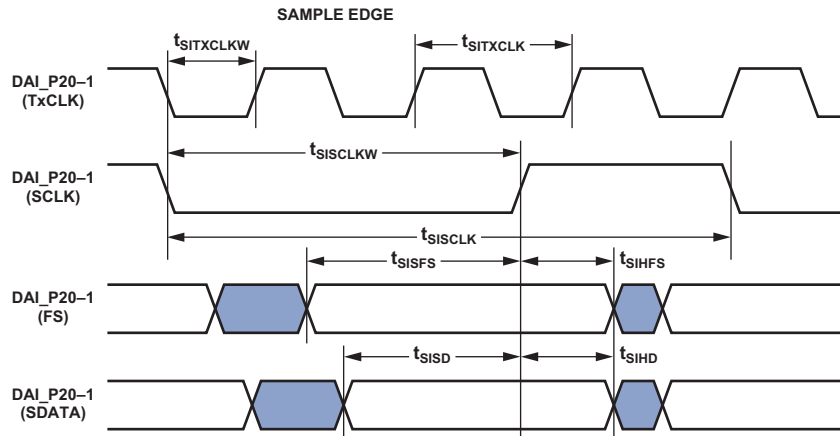 SAMPLE EDGE
tSITXCLKW
tSITXCLK
DAI_P20–1
(TxCLK)
tSISCLKW
DAI_P20–1
(SCLK)
tSISCLK
tSISFS
tSIHFS
DAI_P20–1
(FS)
tSISD
tSIHD
DAI_P20–1
(SDATA)